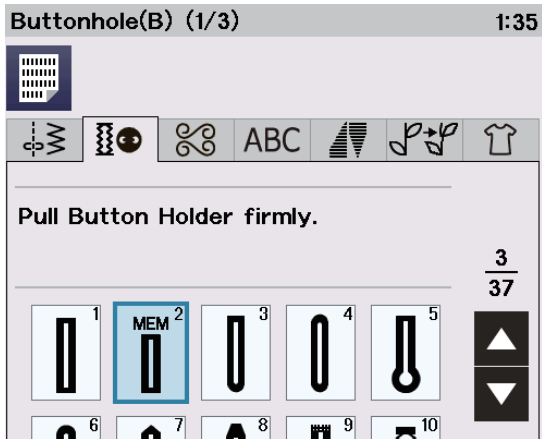 Buttonhole(B) (1/3) 1:35
ABC
Pull Button Holder firmly.
3
37
1 MEM 2 3 4 5
6 7 8 9 10